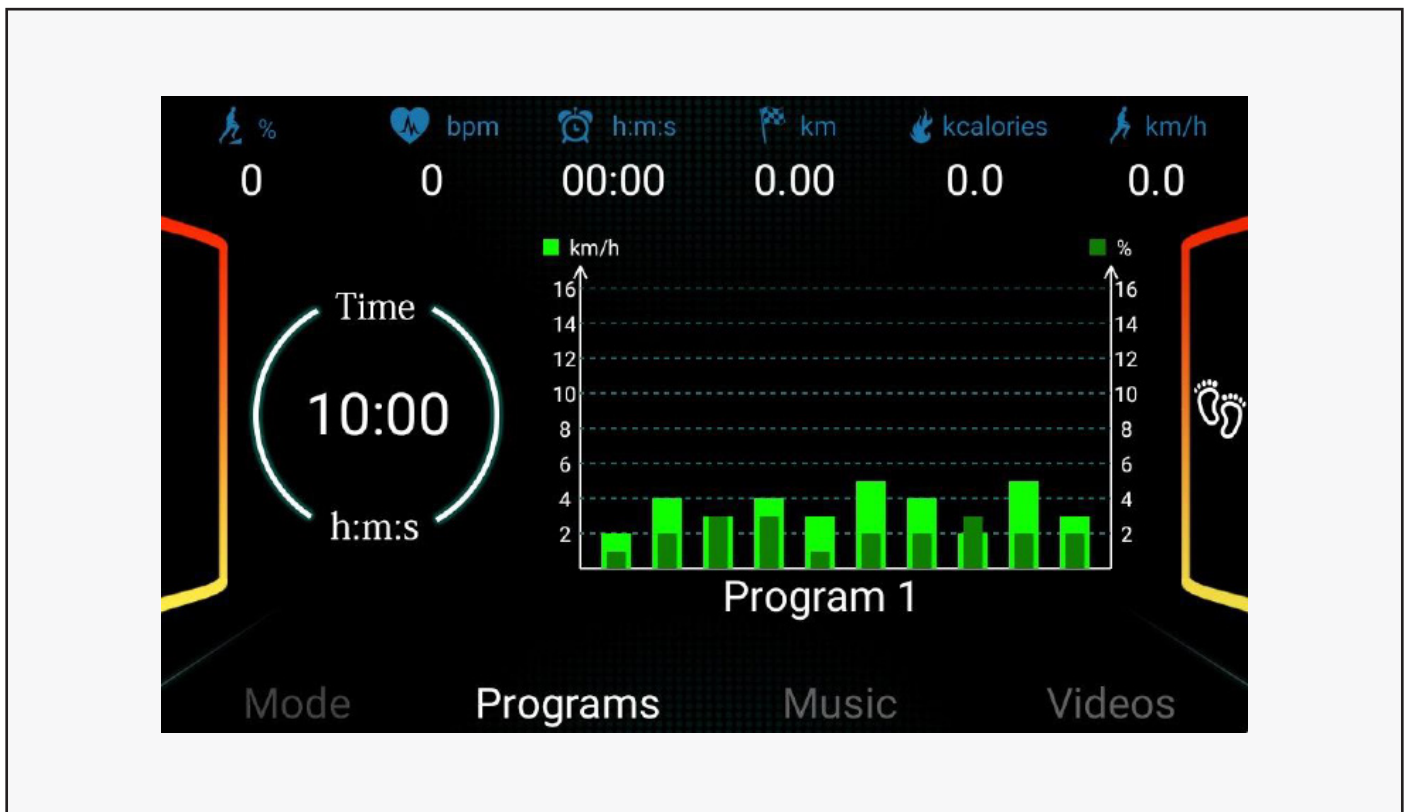 % bpm h:m:s km kcalories km/h
0 0 00:00 0.00 0.0 0.0
km/h %
16 16
14 14
12 12
10 10
8 8
6 6
4 4
2 2
Time
10:00
h:m:s
Program 1
Mode Programs Music Videos